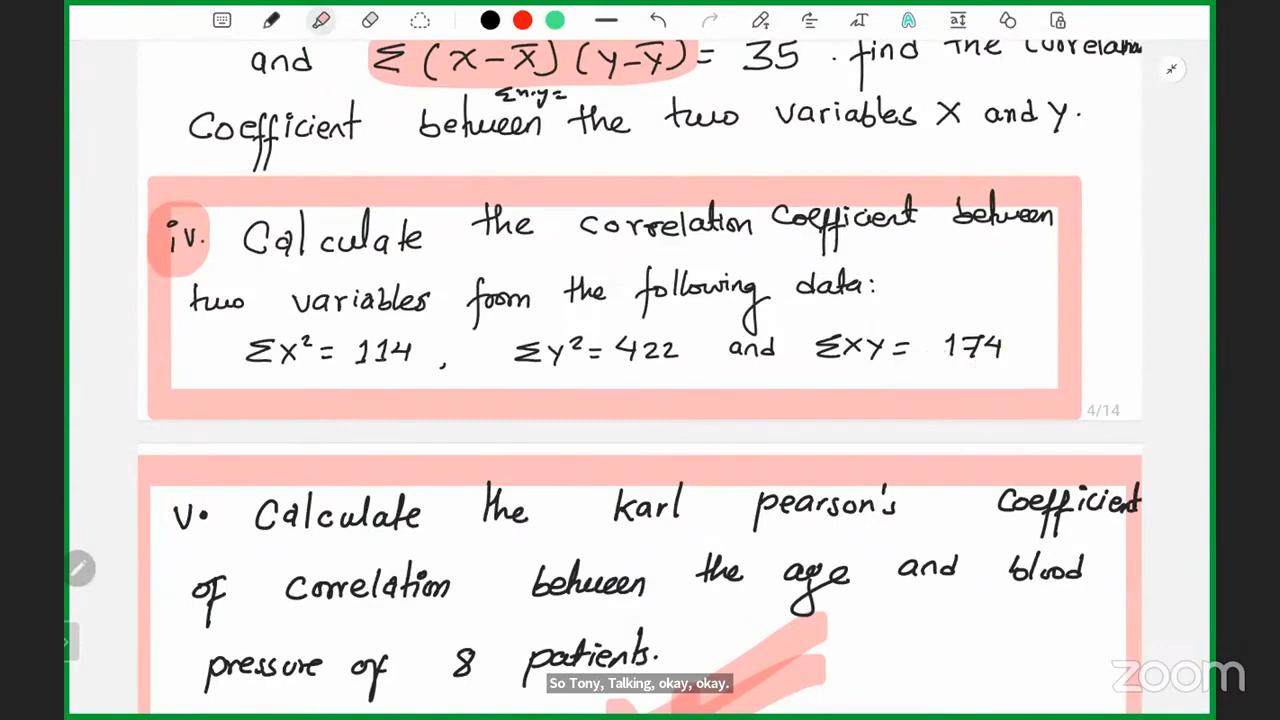 and Σ(x-x̅)(y-y̅) = 35 . find the correlation
Σx.y=
Coefficient between the two variables X and Y.
iv. Calculate the correlation coefficient between
two variables from the following data:
Σx² = 114 , Σy² = 422 and Σxy = 174
4/14
v. Calculate the karl pearson's coefficient
of correlation between the age and blood
pressure of 8 patients.
So Tony, Talking, okay, okay.
zoom